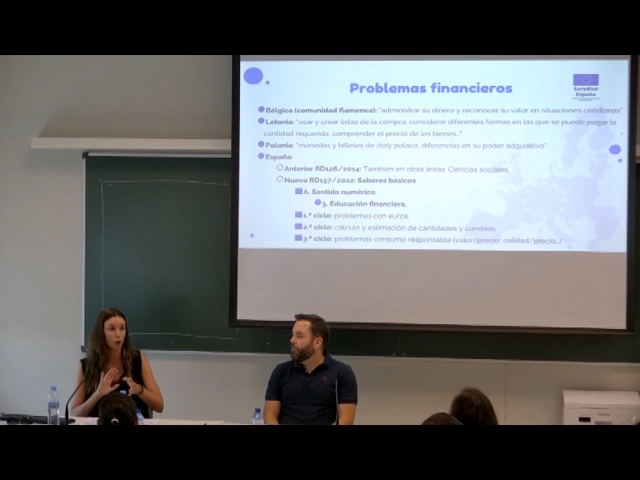 Problemas financieros
Eurydice
España
Bélgica (comunidad flamenca): "administrar su dinero y reconocer su valor en situaciones cotidianas"
Letonia: "usar y crear listas de la compra, considerar diferentes formas en las que se puede pagar la
cantidad requerida, comprender el precio de los bienes..."
Polonia: "monedas y billetes de zloty polaco, diferencias en su poder adquisitivo"
España:
Anterior RD126/2014: También en otras áreas: Ciencias sociales.
Nuevo RD157/2022: Saberes básicos
A. Sentido numérico.
5. Educación financiera.
1.º ciclo: problemas con euros.
2.º ciclo: cálculo y estimación de cantidades y cambios.
3.º ciclo: problemas consumo responsable (valor/precio, calidad/precio...)